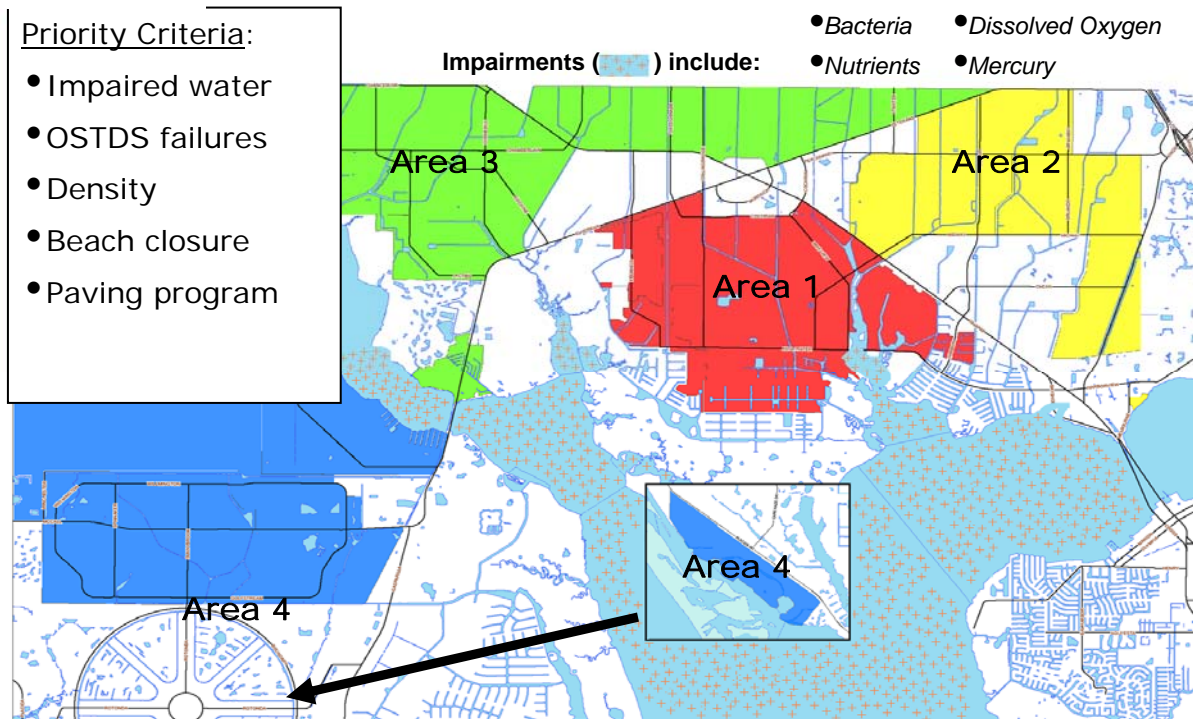 Priority Criteria:
• Impaired water
• OSTDS failures
• Density
• Beach closure
• Paving program
Impairments ( ) include:
• Bacteria • Dissolved Oxygen
• Nutrients • Mercury
Area 3
Area 2
Area 1
Area 4
Area 4